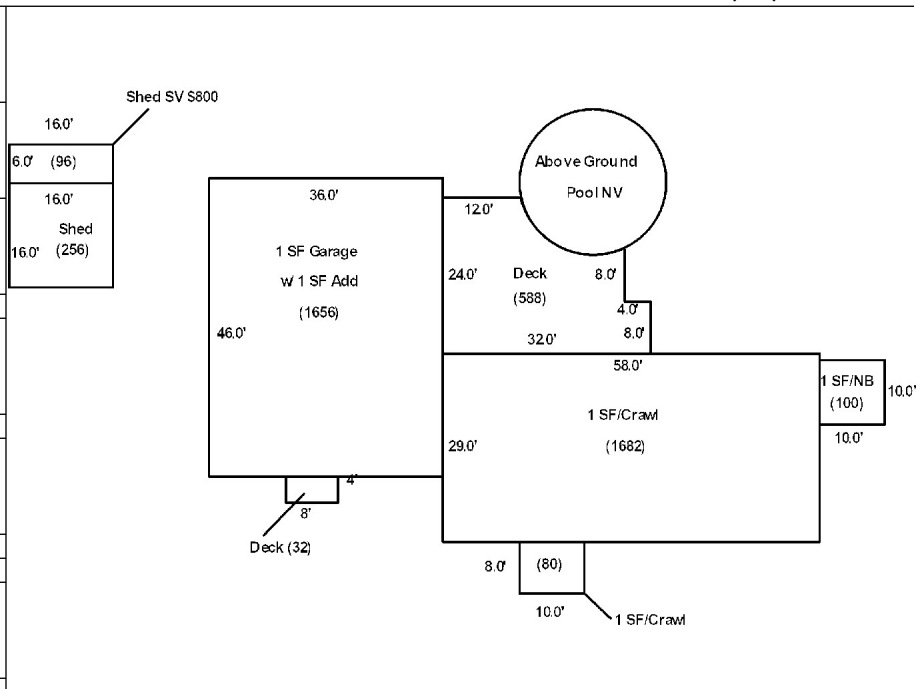 Shed SV S800
16.0'
6.0' (96)
16.0'
Shed
16.0' (256)
36.0'
1 SF Garage
w/ 1 SF Add
(1656)
46.0'
Above Ground
Pool NV
12.0'
24.0'
Deck
(588)
8.0'
4.0'
8.0'
32.0'
58.0'
1 SF/Crawl
(1682)
29.0'
1 SF/NB
(100)
10.0'
10.0'
4'
8'
Deck (32)
8.0'
(80)
10.0'
1 SF/Crawl